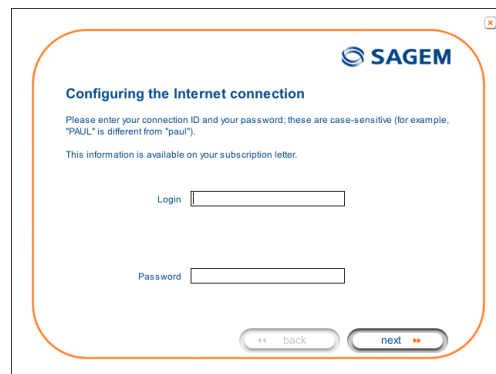 SAGEM
Configuring the Internet connection
Please enter your connection ID and your password; these are case-sensitive (for example,
"PAUL" is different from "paul").
This information is available on your subscription letter.
Login
Password
back
next